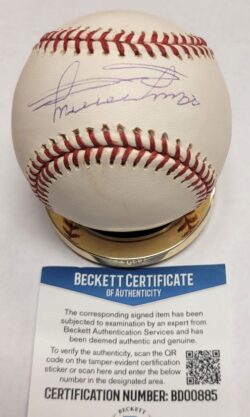 BECKETT CERTIFICATE
OF AUTHENTICITY
The corresponding signed item has been
subjected to examination by an expert from
Beckett Authentication Services and has
been deemed authentic and genuine.
To verify the authenticity, scan the QR
code on the tamper-evident certification
sticker or scan here and enter the below
number in the designated area.
CERTIFICATION NUMBER: BD00885
BECKETT